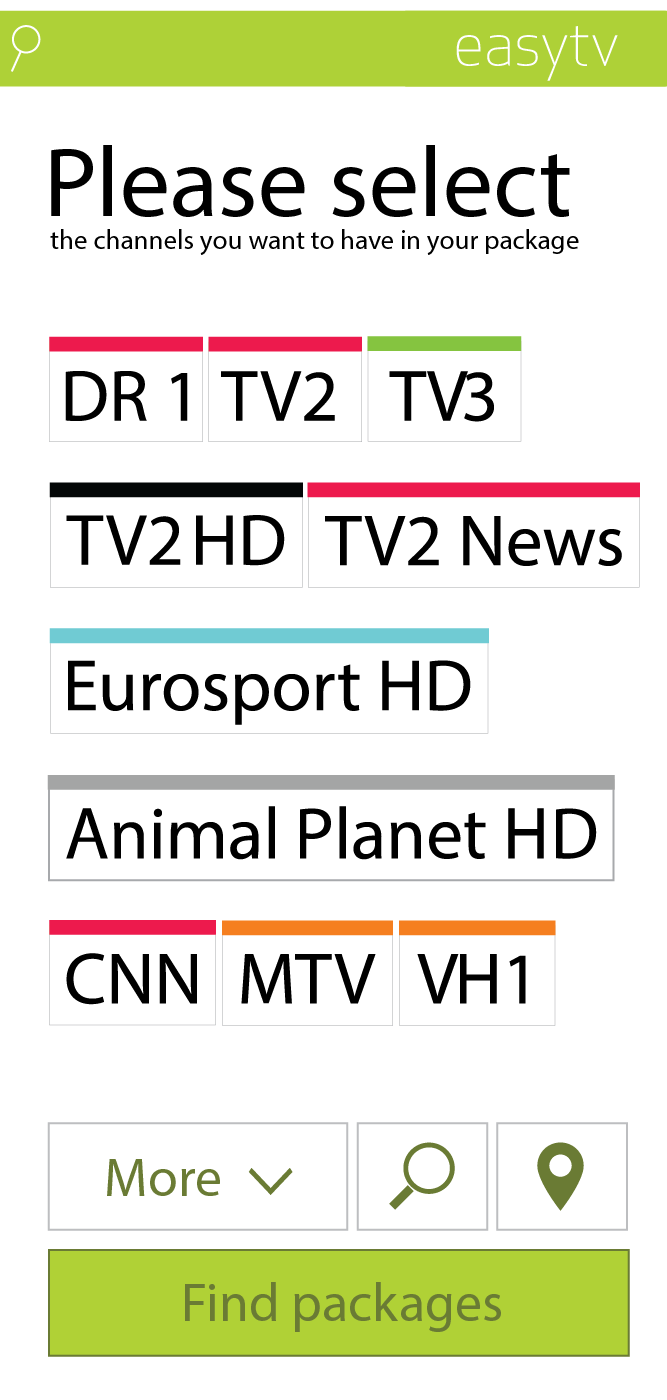 easytv
Please select
the channels you want to have in your package
DR 1 TV2 TV3
TV2 HD TV2 News
Eurosport HD
Animal Planet HD
CNN MTV VH1
More
Find packages